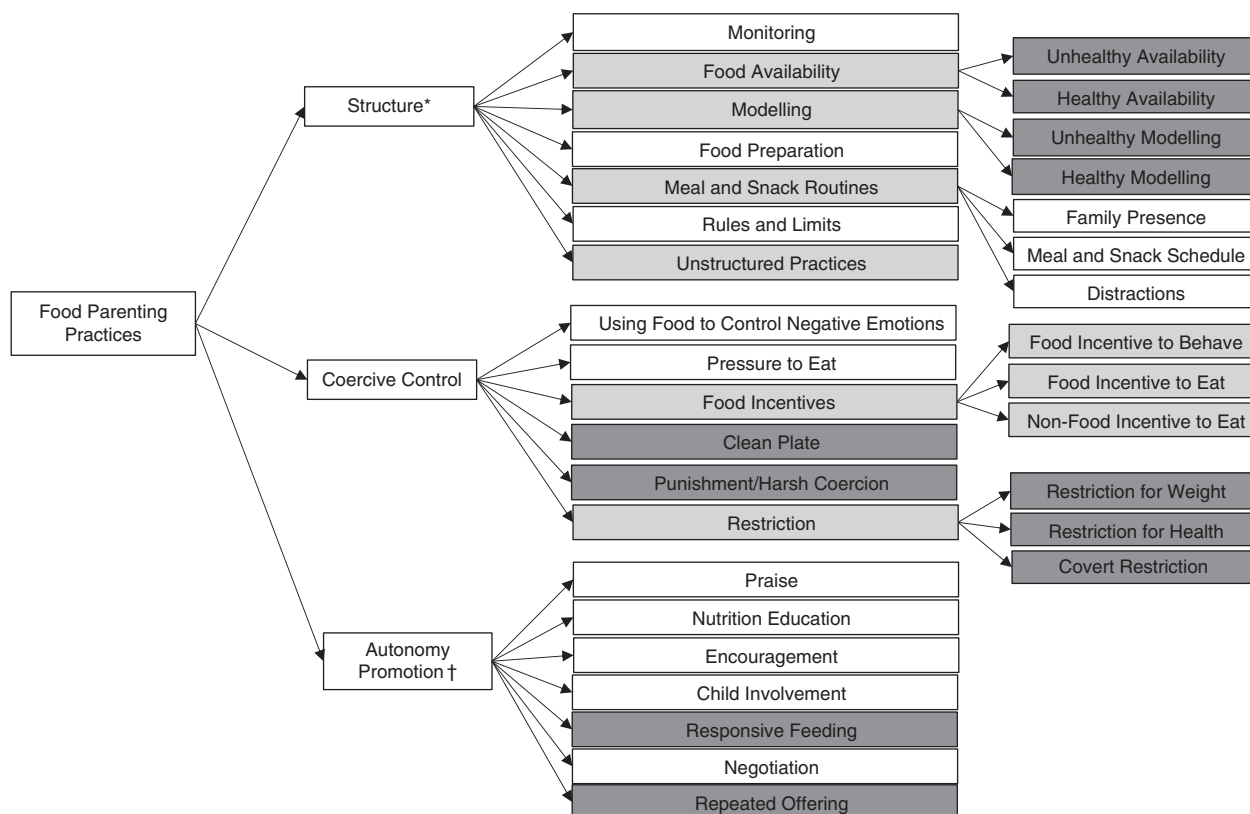 Food Parenting
Practices
Structure*
Monitoring
Food Availability
Modelling
Food Preparation
Meal and Snack Routines
Rules and Limits
Unstructured Practices
Unhealthy Availability
Healthy Availability
Unhealthy Modelling
Healthy Modelling
Family Presence
Meal and Snack Schedule
Distractions
Coercive Control
Using Food to Control Negative Emotions
Pressure to Eat
Food Incentives
Clean Plate
Punishment/Harsh Coercion
Restriction
Food Incentive to Behave
Food Incentive to Eat
Non-Food Incentive to Eat
Restriction for Weight
Restriction for Health
Covert Restriction
Autonomy
Promotion†
Praise
Nutrition Education
Encouragement
Child Involvement
Responsive Feeding
Negotiation
Repeated Offering